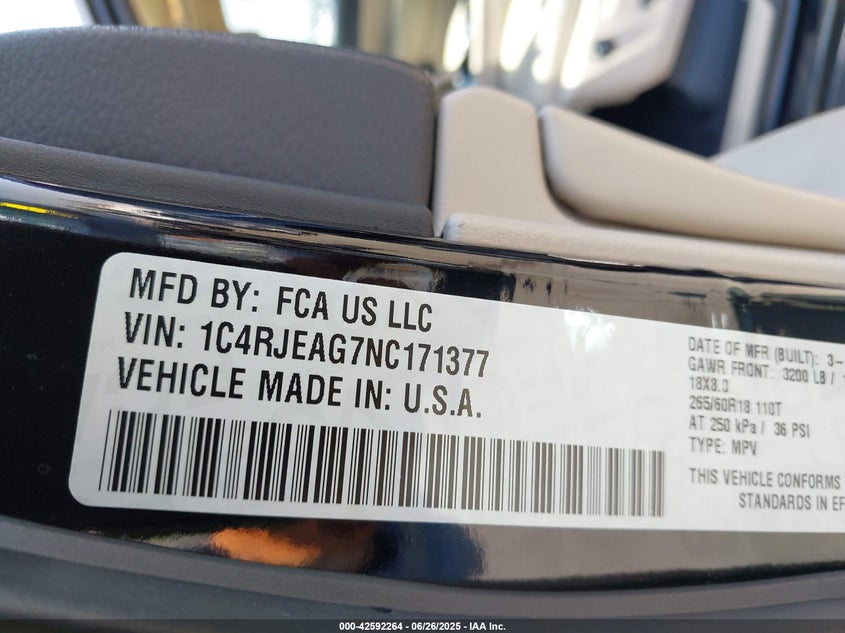 MFD BY: FCA US LLC
VIN: 1C4RJEAG7NC171377
VEHICLE MADE IN: U.S.A.
DATE OF MFR (BUILT): 3-
GAWR FRONT: 3200 LB /
18X8.0
265/60R18 110T
AT 250 kPa / 36 PSI
TYPE: MPV
THIS VEHICLE CONFORMS
STANDARDS IN EF
000-42592264 / 06/26/2025 - IAA Inc.